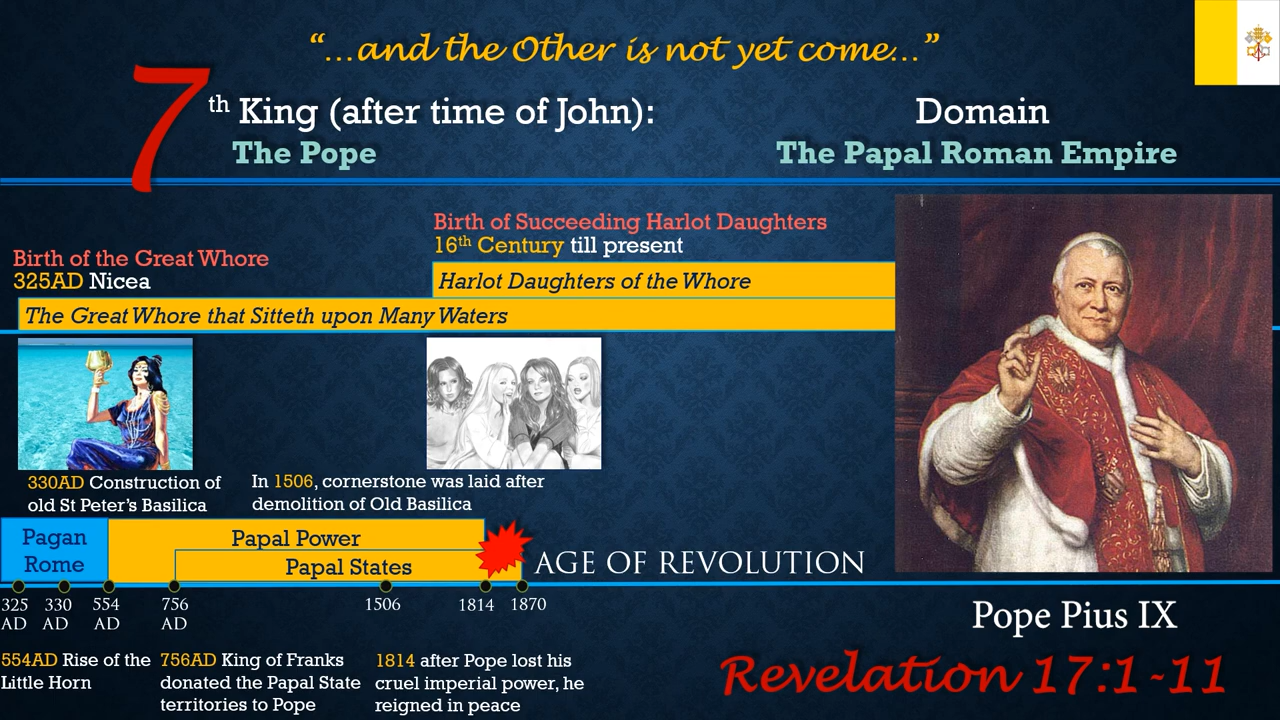 “...and the Other is not yet come...”
7th King (after time of John):
The Pope
Domain
The Papal Roman Empire
Birth of the Great Whore
325AD Nicea
Birth of Succeeding Harlot Daughters
16th Century till present
Harlot Daughters of the Whore
The Great Whore that Sitteth upon Many Waters
330AD Construction of
old St Peter’s Basilica
In 1506, cornerstone was laid after
demolition of Old Basilica
Pagan
Rome
Papal Power
Papal States
AGE OF REVOLUTION
325
AD
330
AD
554
AD
756
AD
1506
1814
1870
554AD Rise of the
Little Horn
756AD King of Franks
donated the Papal State
territories to Pope
1814 after Pope lost his
cruel imperial power, he
reigned in peace
Pope Pius IX
Revelation 17:1-11